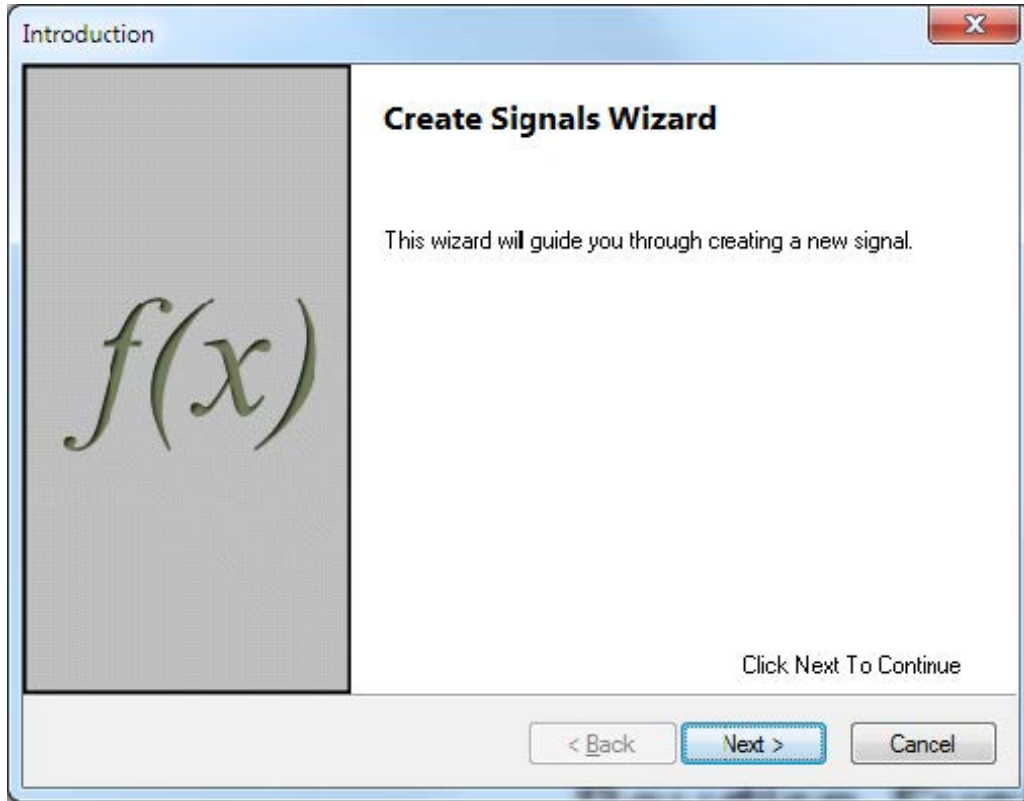 Introduction
Create Signals Wizard
This wizard will guide you through creating a new signal.
f(x)
Click Next To Continue
< Back
Next >
Cancel